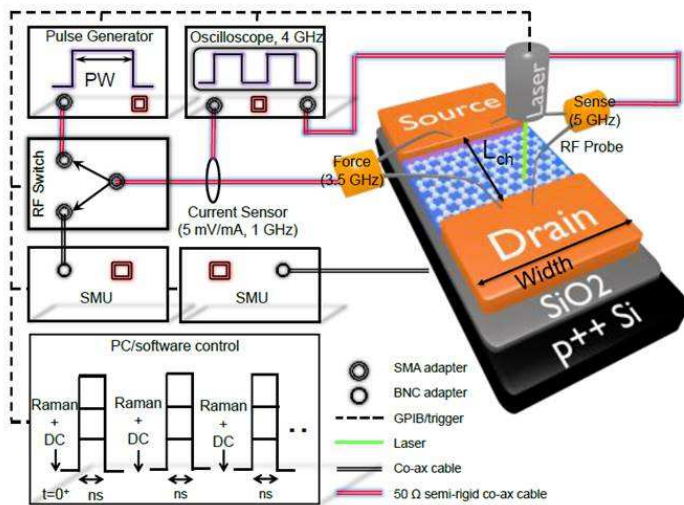 Pulse Generator
PW
Oscilloscope, 4 GHz
Laser
Source
Sense
(5 GHz)
RF Probe
Force
(3.5 GHz)
Lch
RF Switch
Current Sensor
(5 mV/mA, 1 GHz)
Drain
Width
SiO2
P++ Si
SMU
SMU
PC/software control
Raman
+
DC
Raman
+
DC
Raman
+
DC
t=0+
ns
ns
ns
SMA adapter
BNC adapter
GPIB/trigger
Laser
Co-ax cable
50 Ω semi-rigid co-ax cable